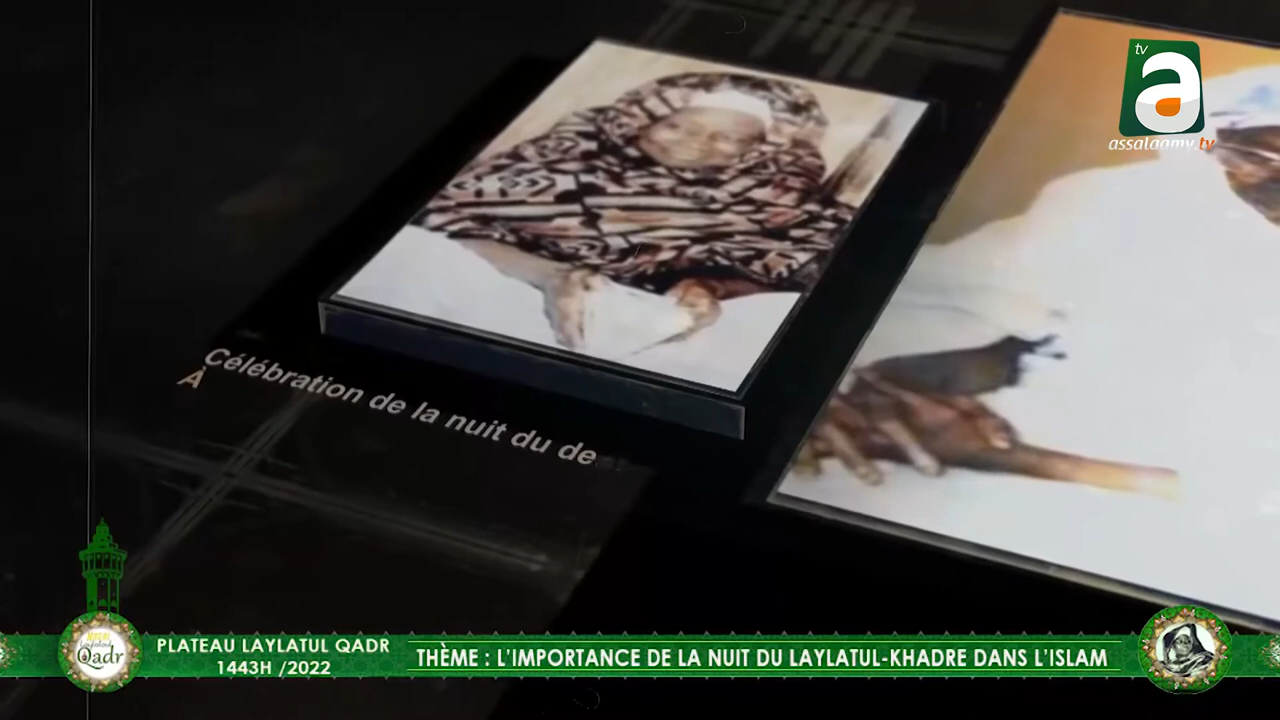 tv
a
assalaamy tv
Célébration de la nuit du de
À
Qadr
PLATEAU LAYLATUL QADR
1443H /2022
THÈME : L'IMPORTANCE DE LA NUIT DU LAYLATUL-KHADRE DANS L'ISLAM